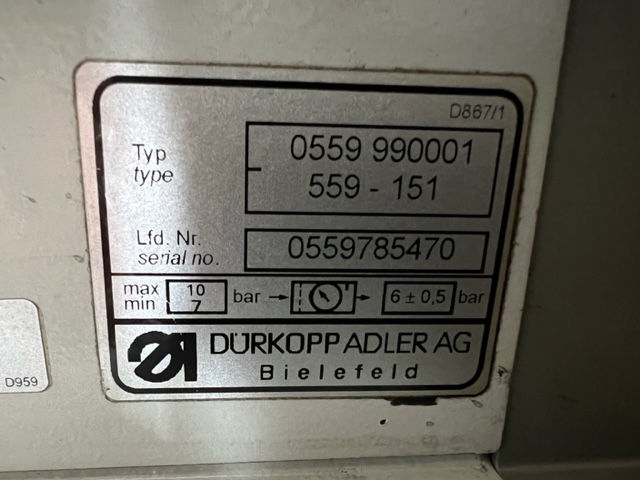 D867/1
Typ
type
0559 990001
559 - 151
Lfd. Nr.
serial no.
0559785470
max 10
min 7
bar
6 ± 0,5 bar
DÜRKOPP ADLER AG
Bielefeld
D959